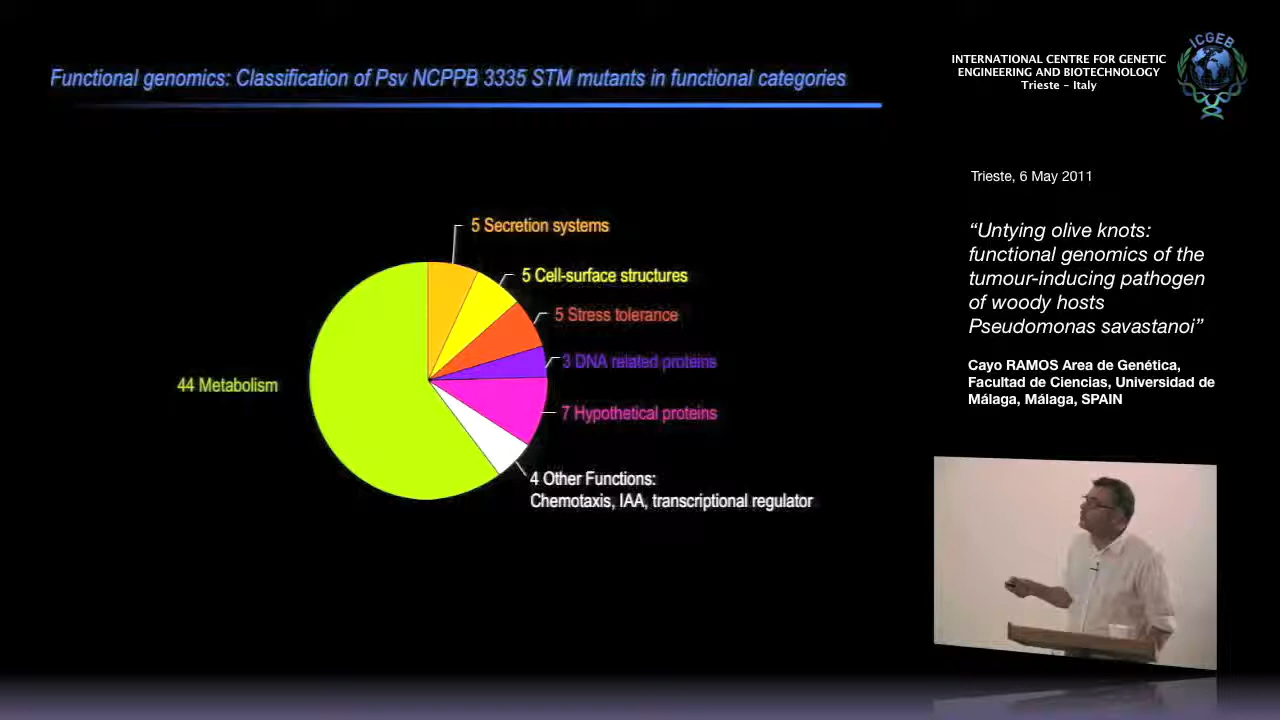 Functional genomics: Classification of Psv NCPPB 3335 STM mutants in functional categories
5 Secretion systems
5 Cell-surface structures
5 Stress tolerance
3 DNA related proteins
44 Metabolism
7 Hypothetical proteins
4 Other Functions:
Chemotaxis, IAA, transcriptional regulator
INTERNATIONAL CENTRE FOR GENETIC
ENGINEERING AND BIOTECHNOLOGY
Trieste - Italy
ICGEB
Trieste, 6 May 2011
“Untying olive knots:
functional genomics of the
tumour-inducing pathogen
of woody hosts
Pseudomonas savastanoi”
Cayo RAMOS Area de Genética,
Facultad de Ciencias, Universidad de
Málaga, Málaga, SPAIN